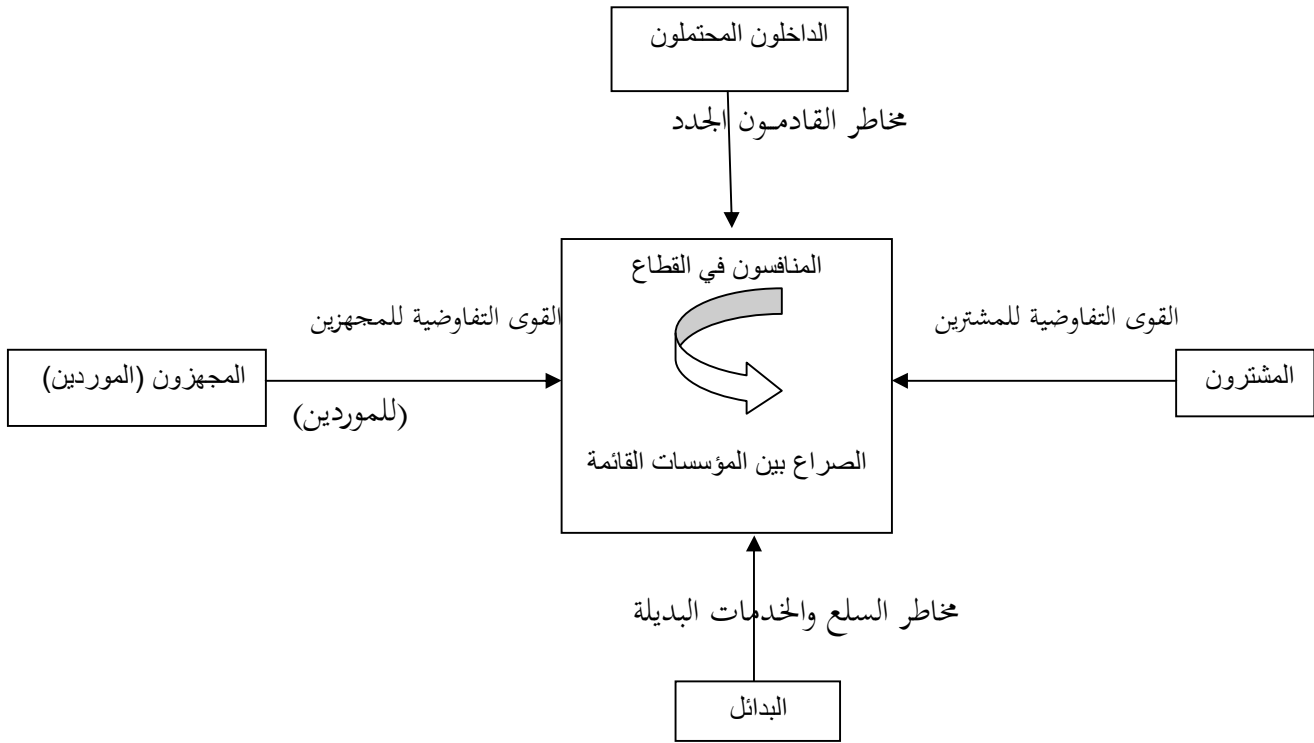 الداخلون المحتملون
مخاطر القادمون الجدد
المنافسون في القطاع
القوى التفاوضية للمشترين
القوى التفاوضية للمجهزين
المشترون
المجهزون (الموردين)
(للموردين)
الصراع بين المؤسسات القائمة
مخاطر السلع والخدمات البديلة
البدائل